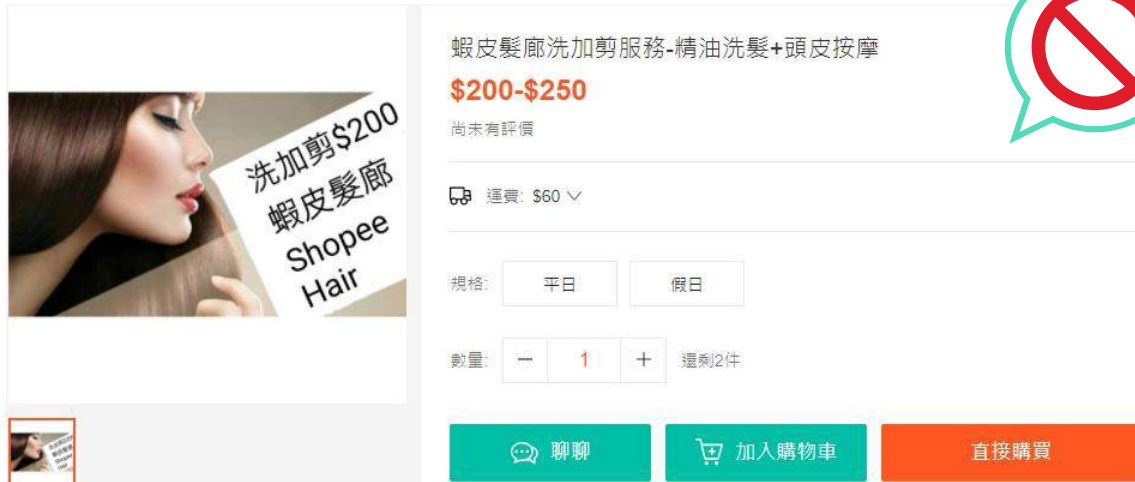 洗加剪$200
蝦皮髮廊
Shopee
Hair
蝦皮髮廊洗加剪服務-精油洗髮+頭皮按摩
$200-$250
尚未有評價
運費: $60
規格: 平日 假日
數量: − 1 + 還剩2件
聊聊 加入購物車 直接購買